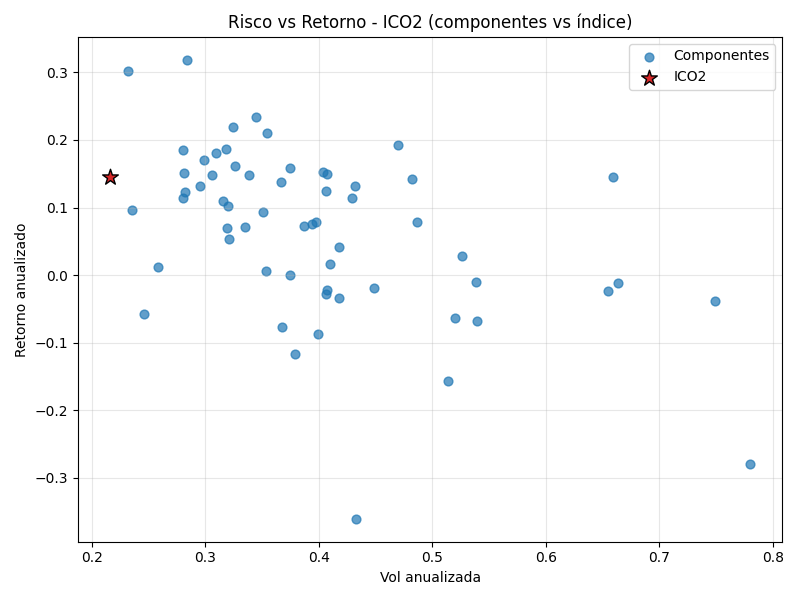 Risco vs Retorno - ICO2 (componentes vs índice)
Componentes
ICO2
Retorno anualizado
0.3
0.2
0.1
0.0
−0.1
−0.2
−0.3
0.2
0.3
0.4
0.5
0.6
0.7
0.8
Vol anualizada